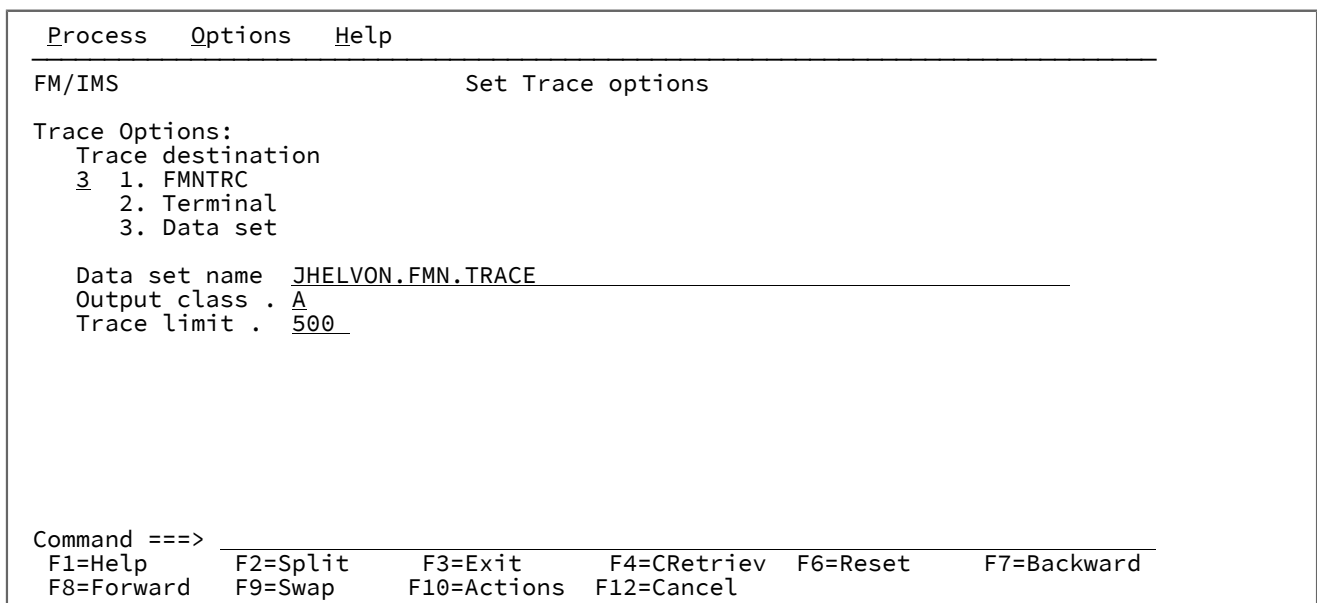 Process   Options   Help
FM/IMS                        Set Trace options
Trace Options:
   Trace destination
   3  1. FMNTRC
      2. Terminal
      3. Data set
   Data set name  JHELVON.FMN.TRACE
   Output class . A
   Trace limit .  500
Command ===>
 F1=Help      F2=Split     F3=Exit      F4=CRetriev  F6=Reset     F7=Backward
 F8=Forward   F9=Swap      F10=Actions  F12=Cancel